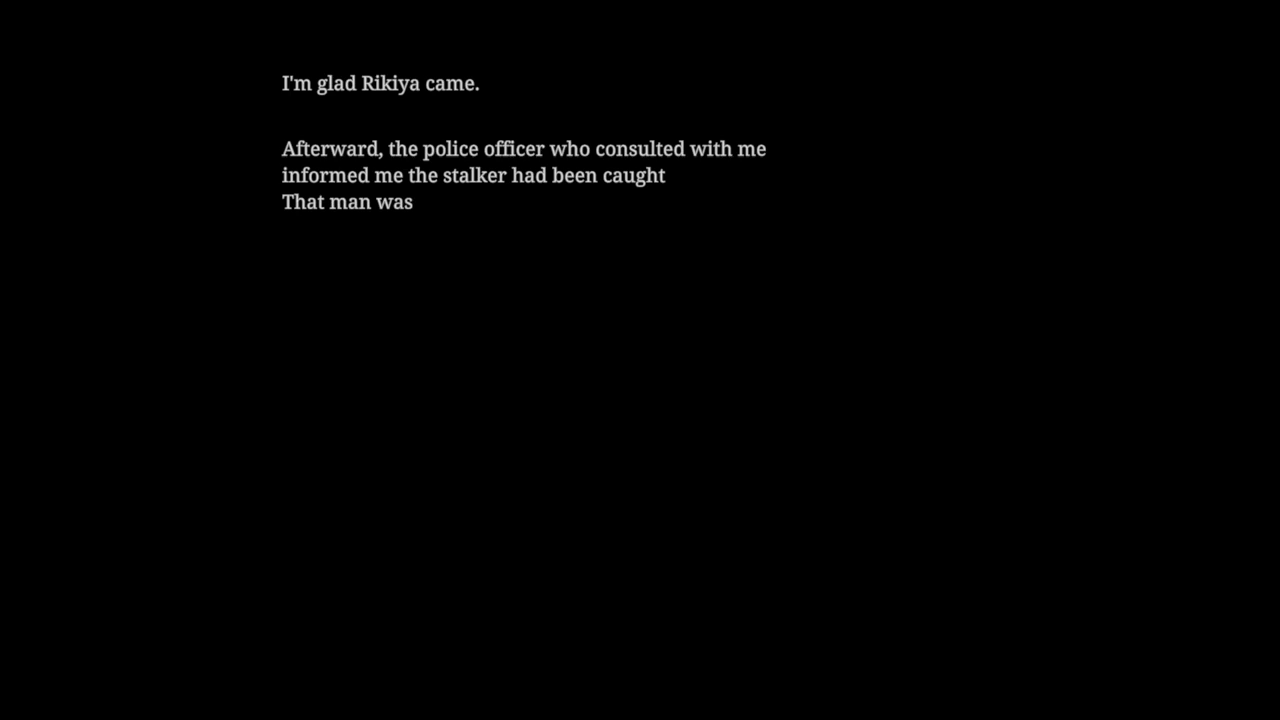 I'm glad Rikiya came.
Afterward, the police officer who consulted with me
informed me the stalker had been caught
That man was